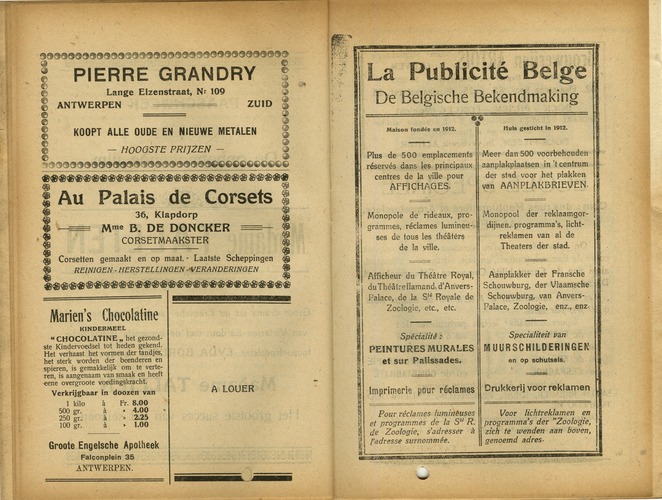 PIERRE GRANDRY
Lange Elzenstraat, Nr 109
ANTWERPEN ZUID
KOOPT ALLE OUDE EN NIEUWE METALEN
— HOOGSTE PRIJZEN —
Au Palais de Corsets
36, Klapdorp
Mme B. DE DONCKER
CORSETMAAKSTER
Corsetten gemaakt en op maat. - Laatste Scheppingen
REINIGEN - HERSTELLINGEN - VERANDERINGEN
Marien's Chocolatine
KINDERMEEL
"CHOCOLATINE" het gezond-
ste Kindervoedsel tot heden gekend.
Het verhaast het vormen der tandjes,
het sterk worden der beenderen en
spieren, is gemakkelijk om te verte-
ren, is aangenaam van smaak en heeft
eene overgroote voedingskracht.
Verkrijgbaar in doozen van
1 kilo à Fr. 8.00
500 gr. à » 4.00
250 gr. à » 2.25
100 gr. à » 1.00
Groote Engelsche Apotheek
Falconplein 35
ANTWERPEN.
A LOUER
La Publicité Belge
De Belgische Bekendmaking
Maison fondée en 1912.
Plus de 500 emplacements
réservés dans les principaux
centres de la ville pour
AFFICHAGES.
Monopole de rideaux, pro-
grammes, réclames lumineu-
ses de tous les théâters
de la ville.
Afficheur du Théâtre Royal,
du Théâtre flamand, d'Anvers-
Palace, de la Sté Royale de
Zoologie, etc., etc.
Spécialité:
PEINTURES MURALES
et sur Palissades.
Imprimerie pour réclames
Pour réclames lumineuses
et programmes de la Sté R.
de Zoologie, s'adresser à
l'adresse surnommée.
Huis gesticht in 1912.
Meer dan 500 voorbehouden
aanplakplaatsen in 't centrum
der stad voor het plakken
van AANPLAKBRIEVEN.
Monopool der reklaamgor-
dijnen, programma's, licht-
reklamen van al de
Theaters der stad.
Aanplakker der Fransche
Schouwburg, der Vlaamsche
Schouwburg, van Anvers-
Palace, Zoologie, enz., enz.
Specialiteit van
MUURSCHILDERINGEN
en op schutsels.
Drukkerij voor reklamen
Voor lichtreklamen en
programma's der "Zoologie,
zich te wenden aan boven,
genoemd adres.